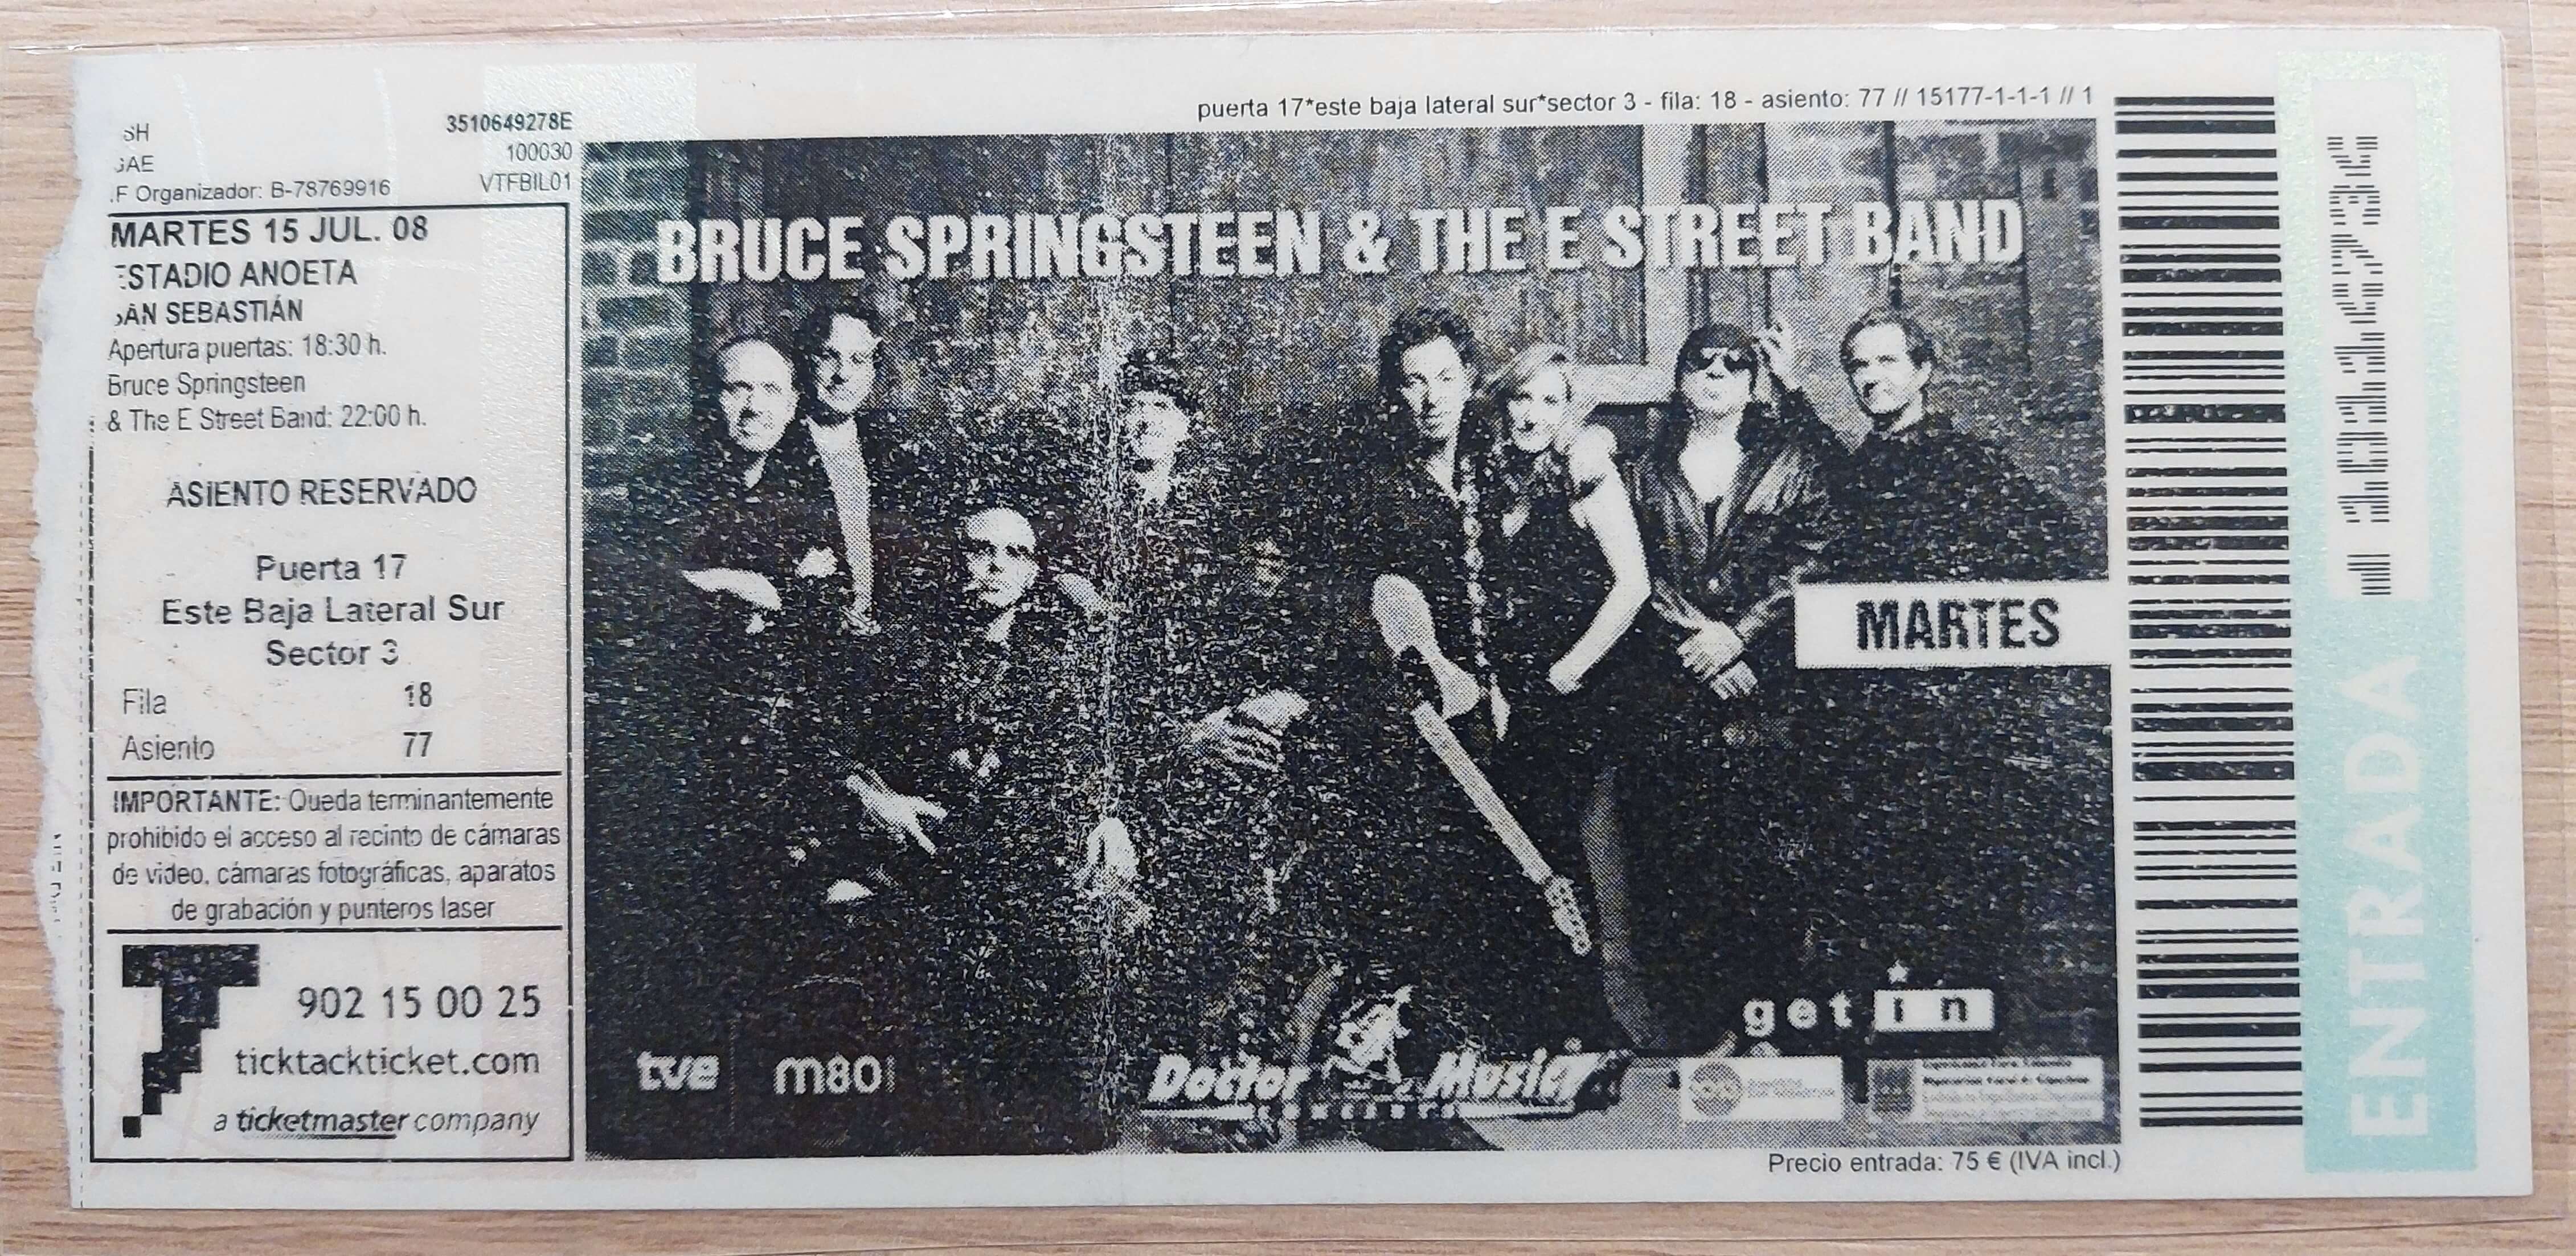 SH
3510649278E
GAE
100030
.F Organizador: B-78769916
VTFBIL01
MARTES 15 JUL. 08
ESTADIO ANOETA
SAN SEBASTIÁN
Apertura puertas: 18:30 h.
Bruce Springsteen
& The E Street Band: 22:00 h.
ASIENTO RESERVADO
Puerta 17
Este Baja Lateral Sur
Sector 3
Fila 18
Asiento 77
IMPORTANTE: Queda terminantemente
prohibido el acceso al recinto de cámaras
de video, cámaras fotográficas, aparatos
de grabación y punteros laser
902 15 00 25
ticktackticket.com
a ticketmaster company
puerta 17*este baja lateral sur*sector 3 - fila: 18 - asiento: 77 // 15177-1-1-1 // 1
BRUCE SPRINGSTEEN & THE E STREET BAND
MARTES
get in
tve
m80
Doctor Music
CONCERTS
Precio entrada: 75 € (IVA incl.)
ENTRADA